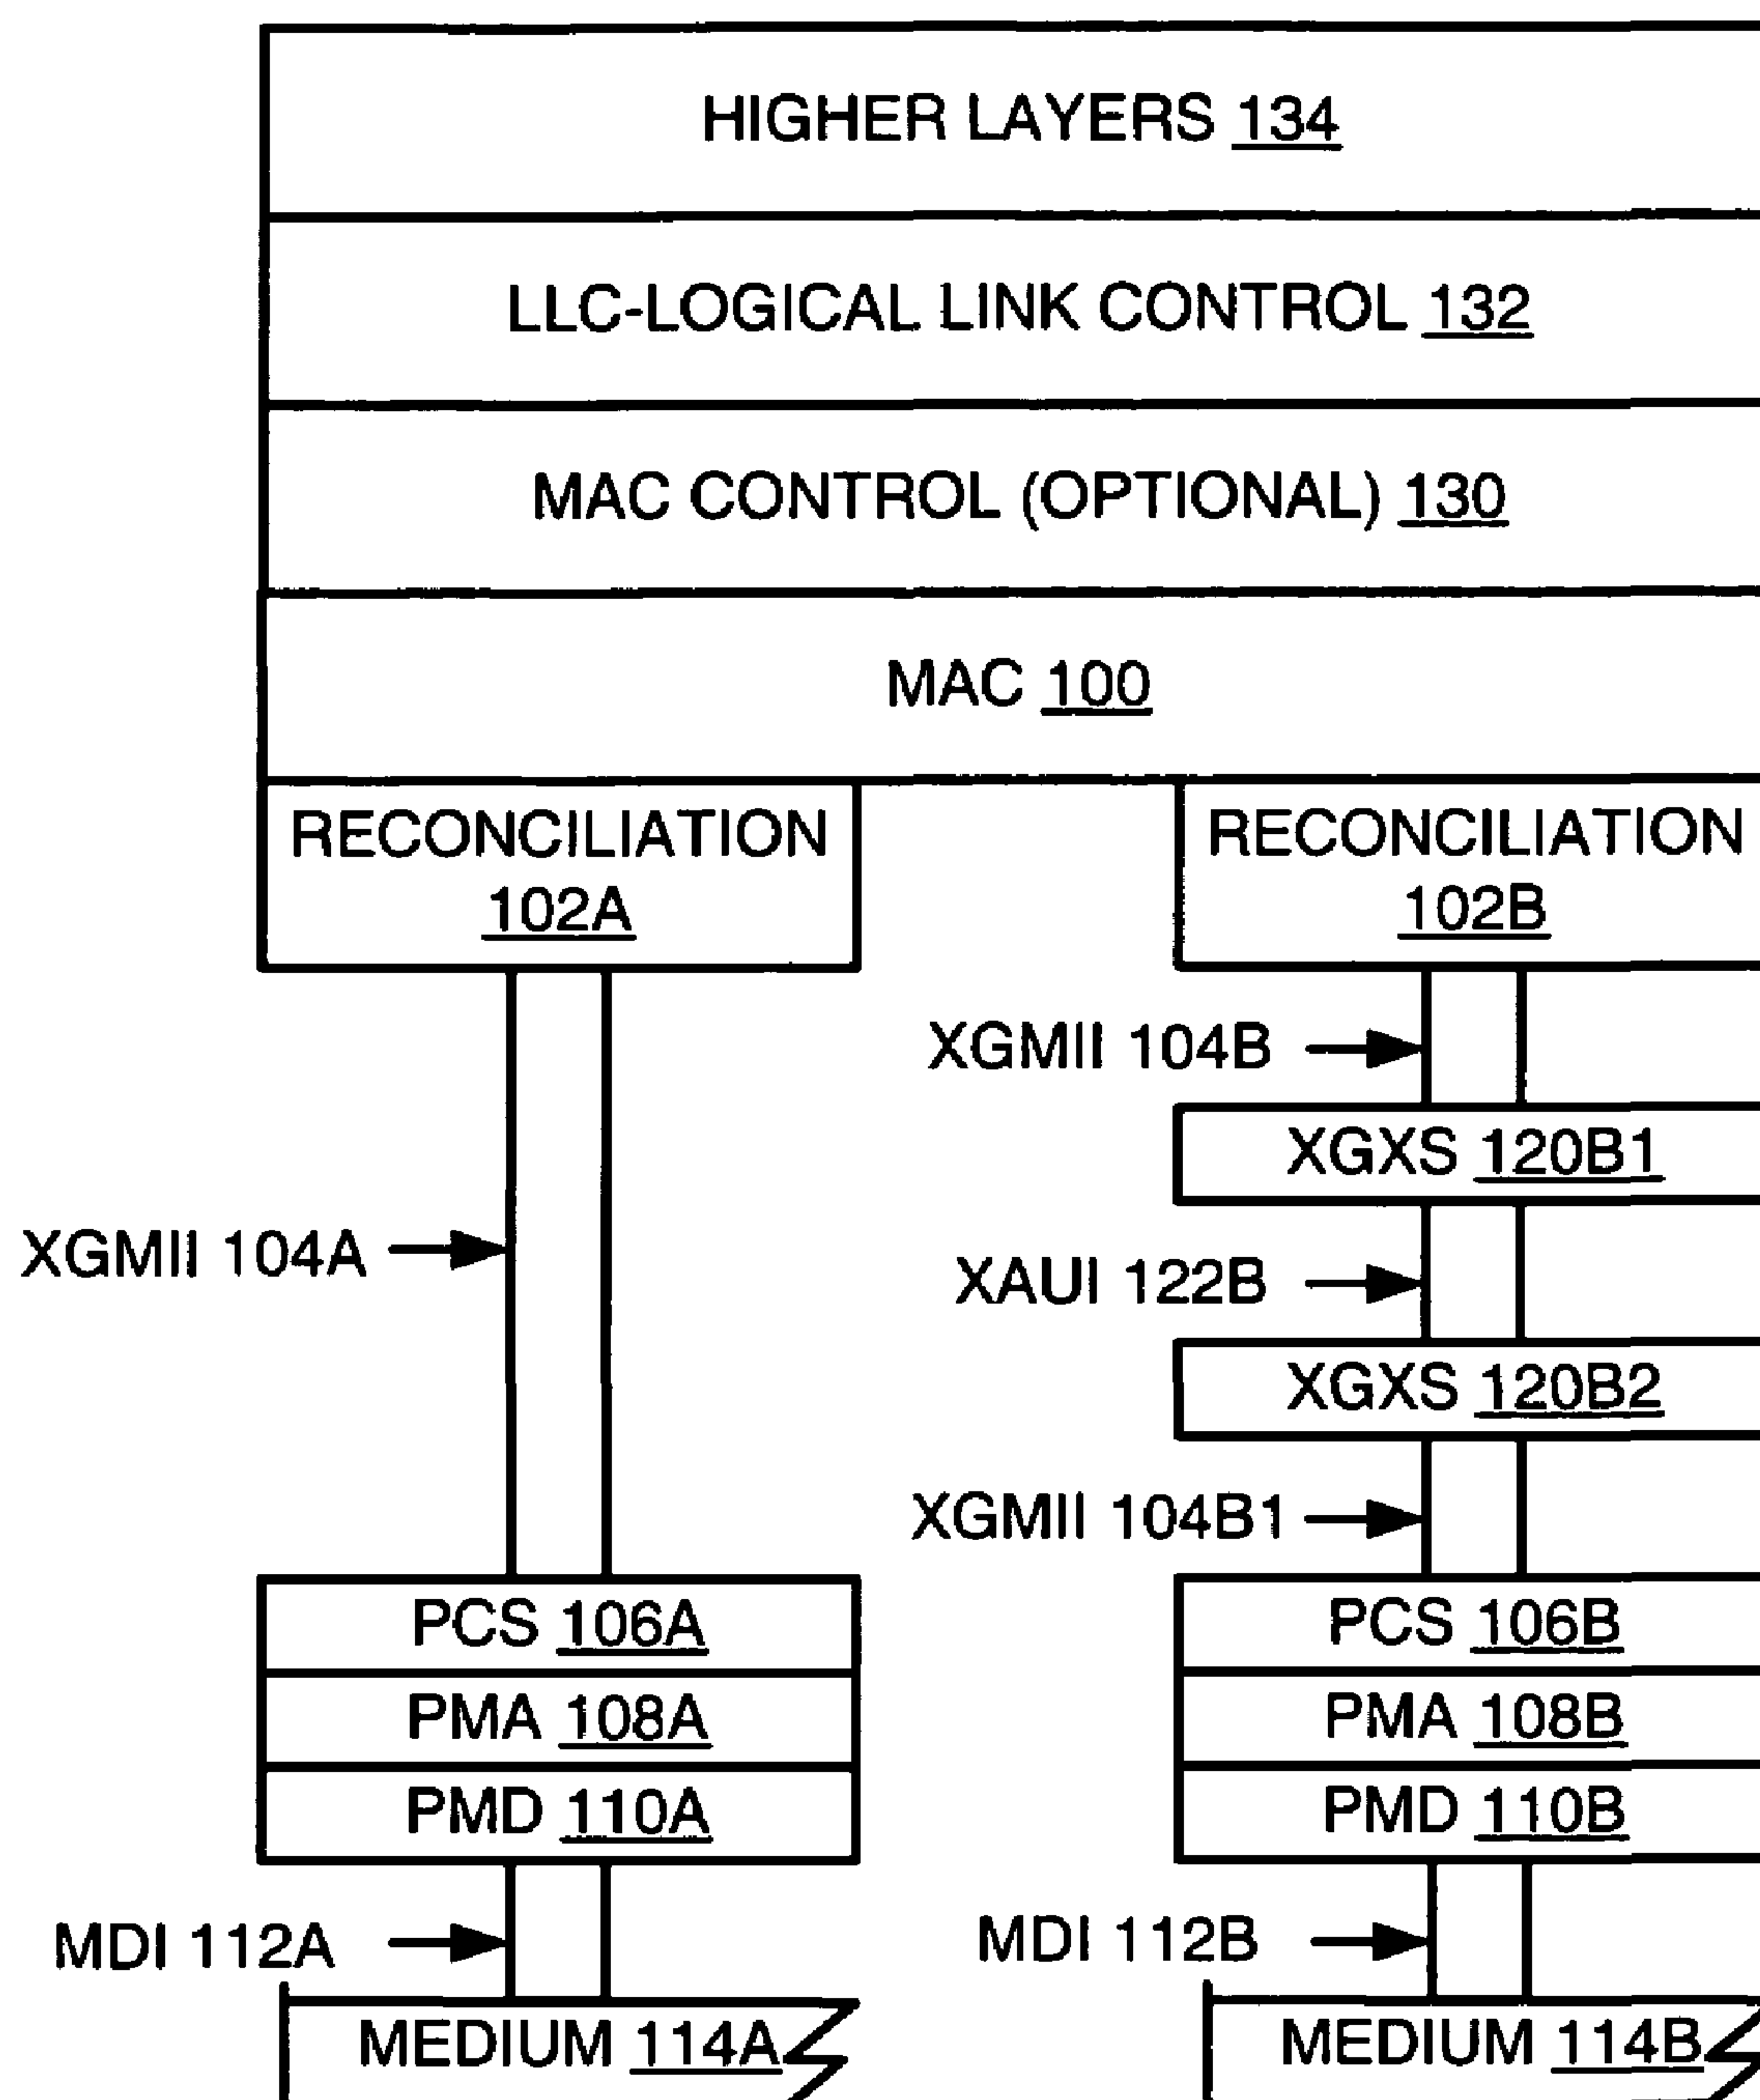 HIGHER LAYERS 134
LLC-LOGICAL LINK CONTROL 132
MAC CONTROL (OPTIONAL) 130
MAC 100
RECONCILIATION
102A
RECONCILIATION
102B
XGMII 104B
XGXS 120B1
XGMII 104A
XAUI 122B
XGXS 120B2
XGMII 104B1
PCS 106A
PCS 106B
PMA 108A
PMA 108B
PMD 110A
PMD 110B
MDI 112A
MDI 112B
MEDIUM 114A
MEDIUM 114B